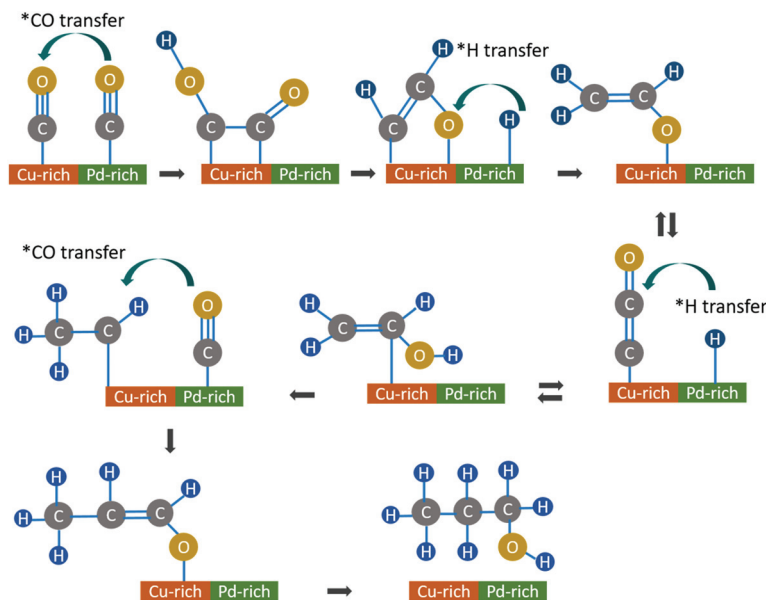 *CO transfer
O O
C C
Cu-rich Pd-rich
H
O O
C C
Cu-rich Pd-rich
H *H transfer
H C
C O H
Cu-rich Pd-rich
H H
C C
H
O
Cu-rich Pd-rich
*CO transfer
H H
H C C O
H C
Cu-rich Pd-rich
H H
C C
H O H
Cu-rich Pd-rich
O
C
*H transfer
C H
Cu-rich Pd-rich
H H H
H C C C
H O
Cu-rich Pd-rich
H H H
H C C C H
H H O H
Cu-rich Pd-rich